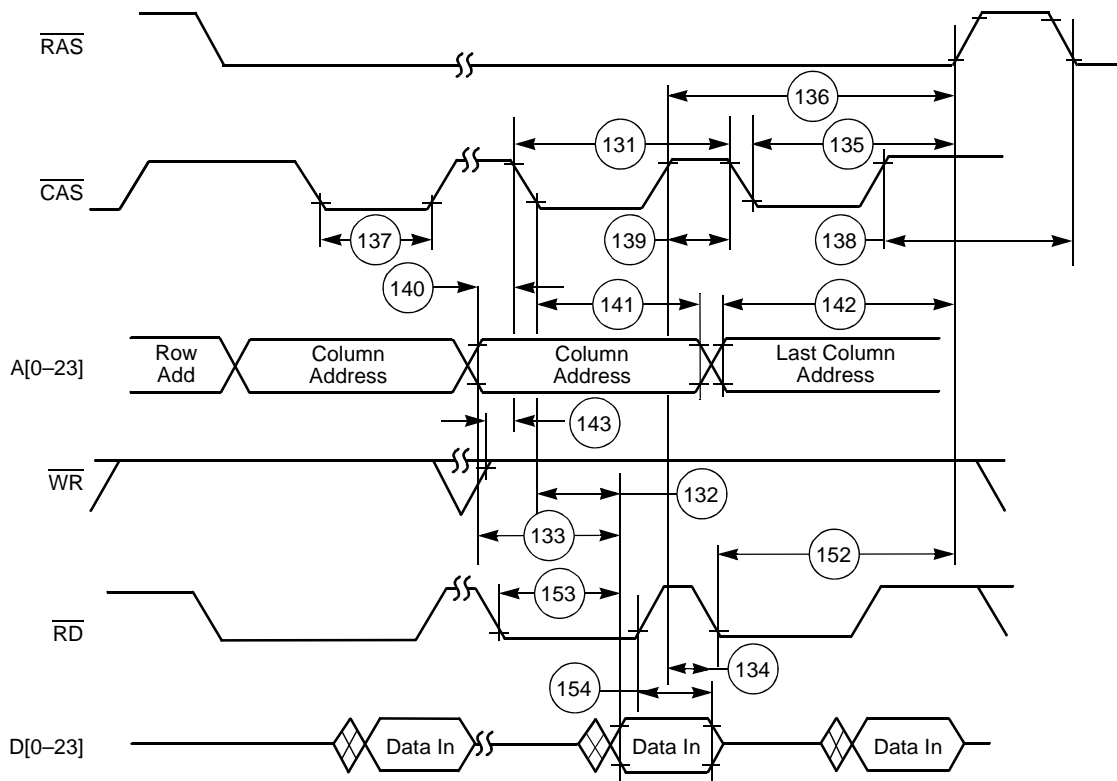 RAS
136
131
135
CAS
137
139
138
140
141
142
A[0–23]
Row
Add
Column
Address
Column
Address
Last Column
Address
143
WR
132
133
152
153
RD
134
154
D[0–23]
Data In
Data In
Data In